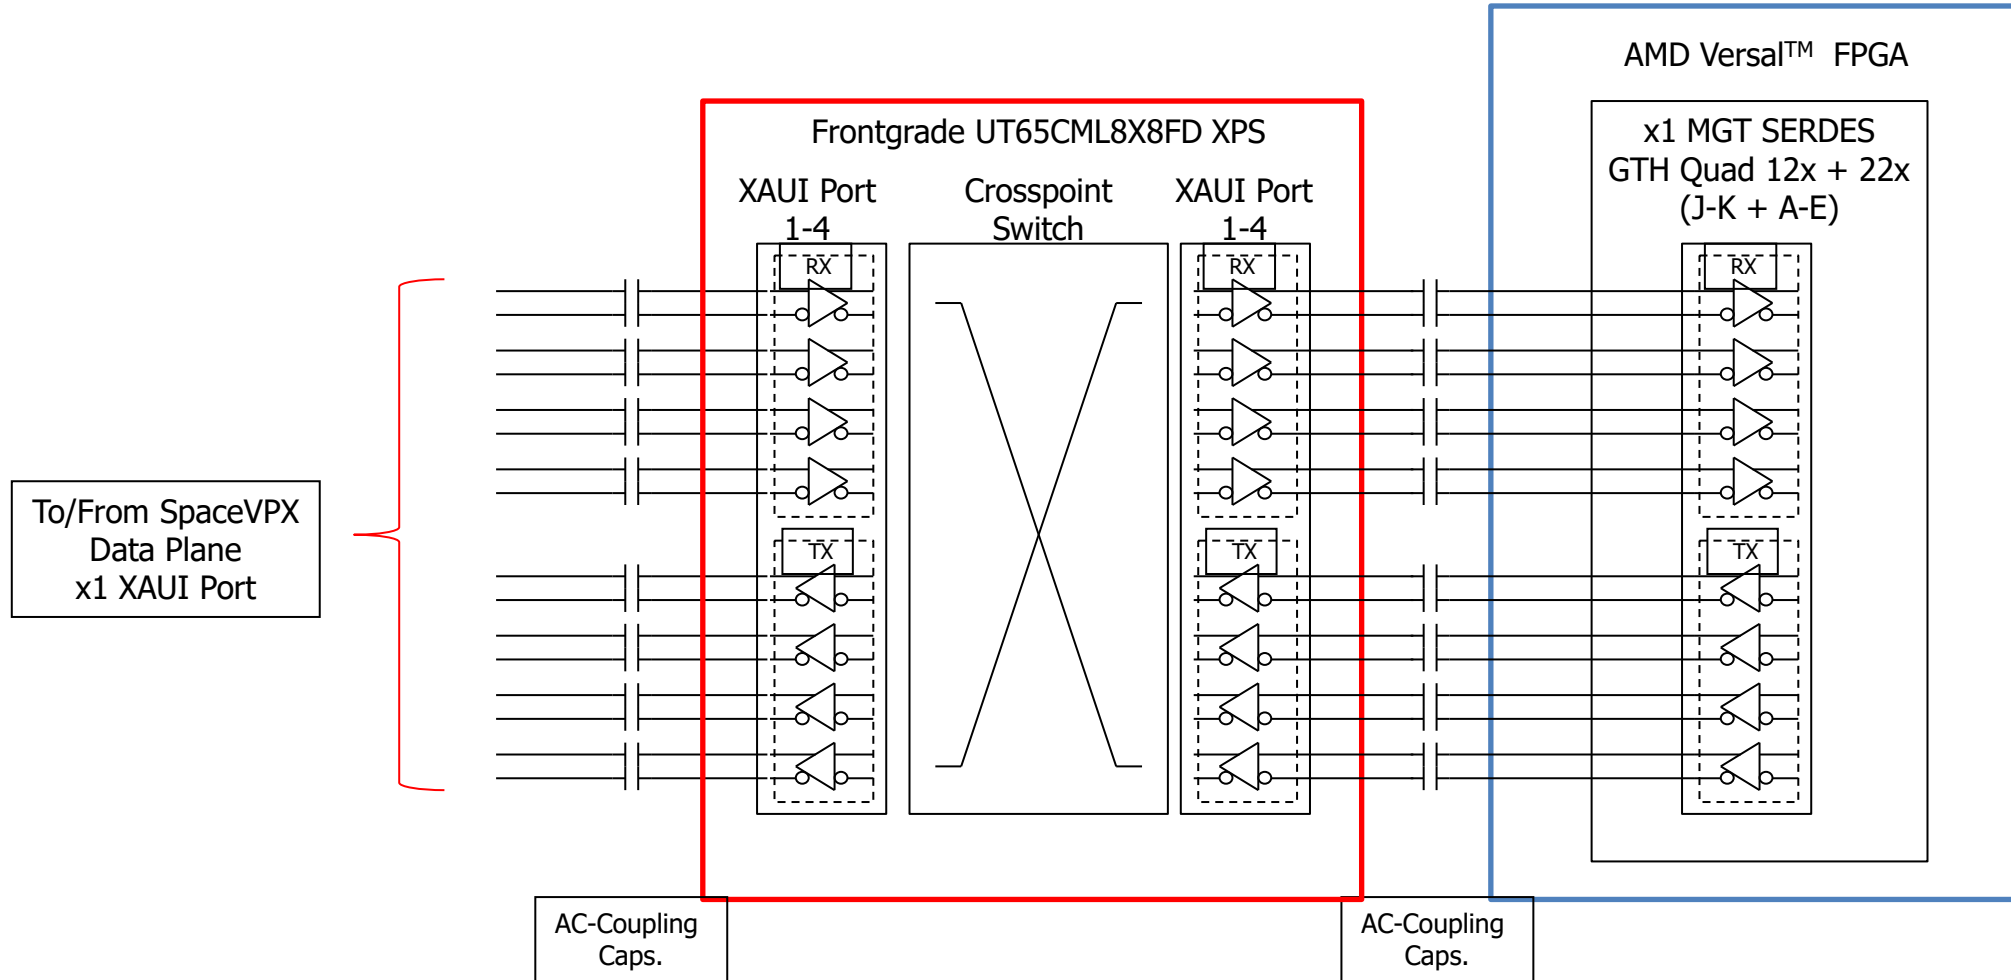 AMD Versal™ FPGA
Frontgrade UT65CML8X8FD XPS
x1 MGT SERDES
GTH Quad 12x + 22x
(J-K + A-E)
XAUI Port
1-4
Crosspoint
Switch
XAUI Port
1-4
RX
RX
RX
To/From SpaceVPX
Data Plane
x1 XAUI Port
TX
TX
TX
AC-Coupling
Caps.
AC-Coupling
Caps.